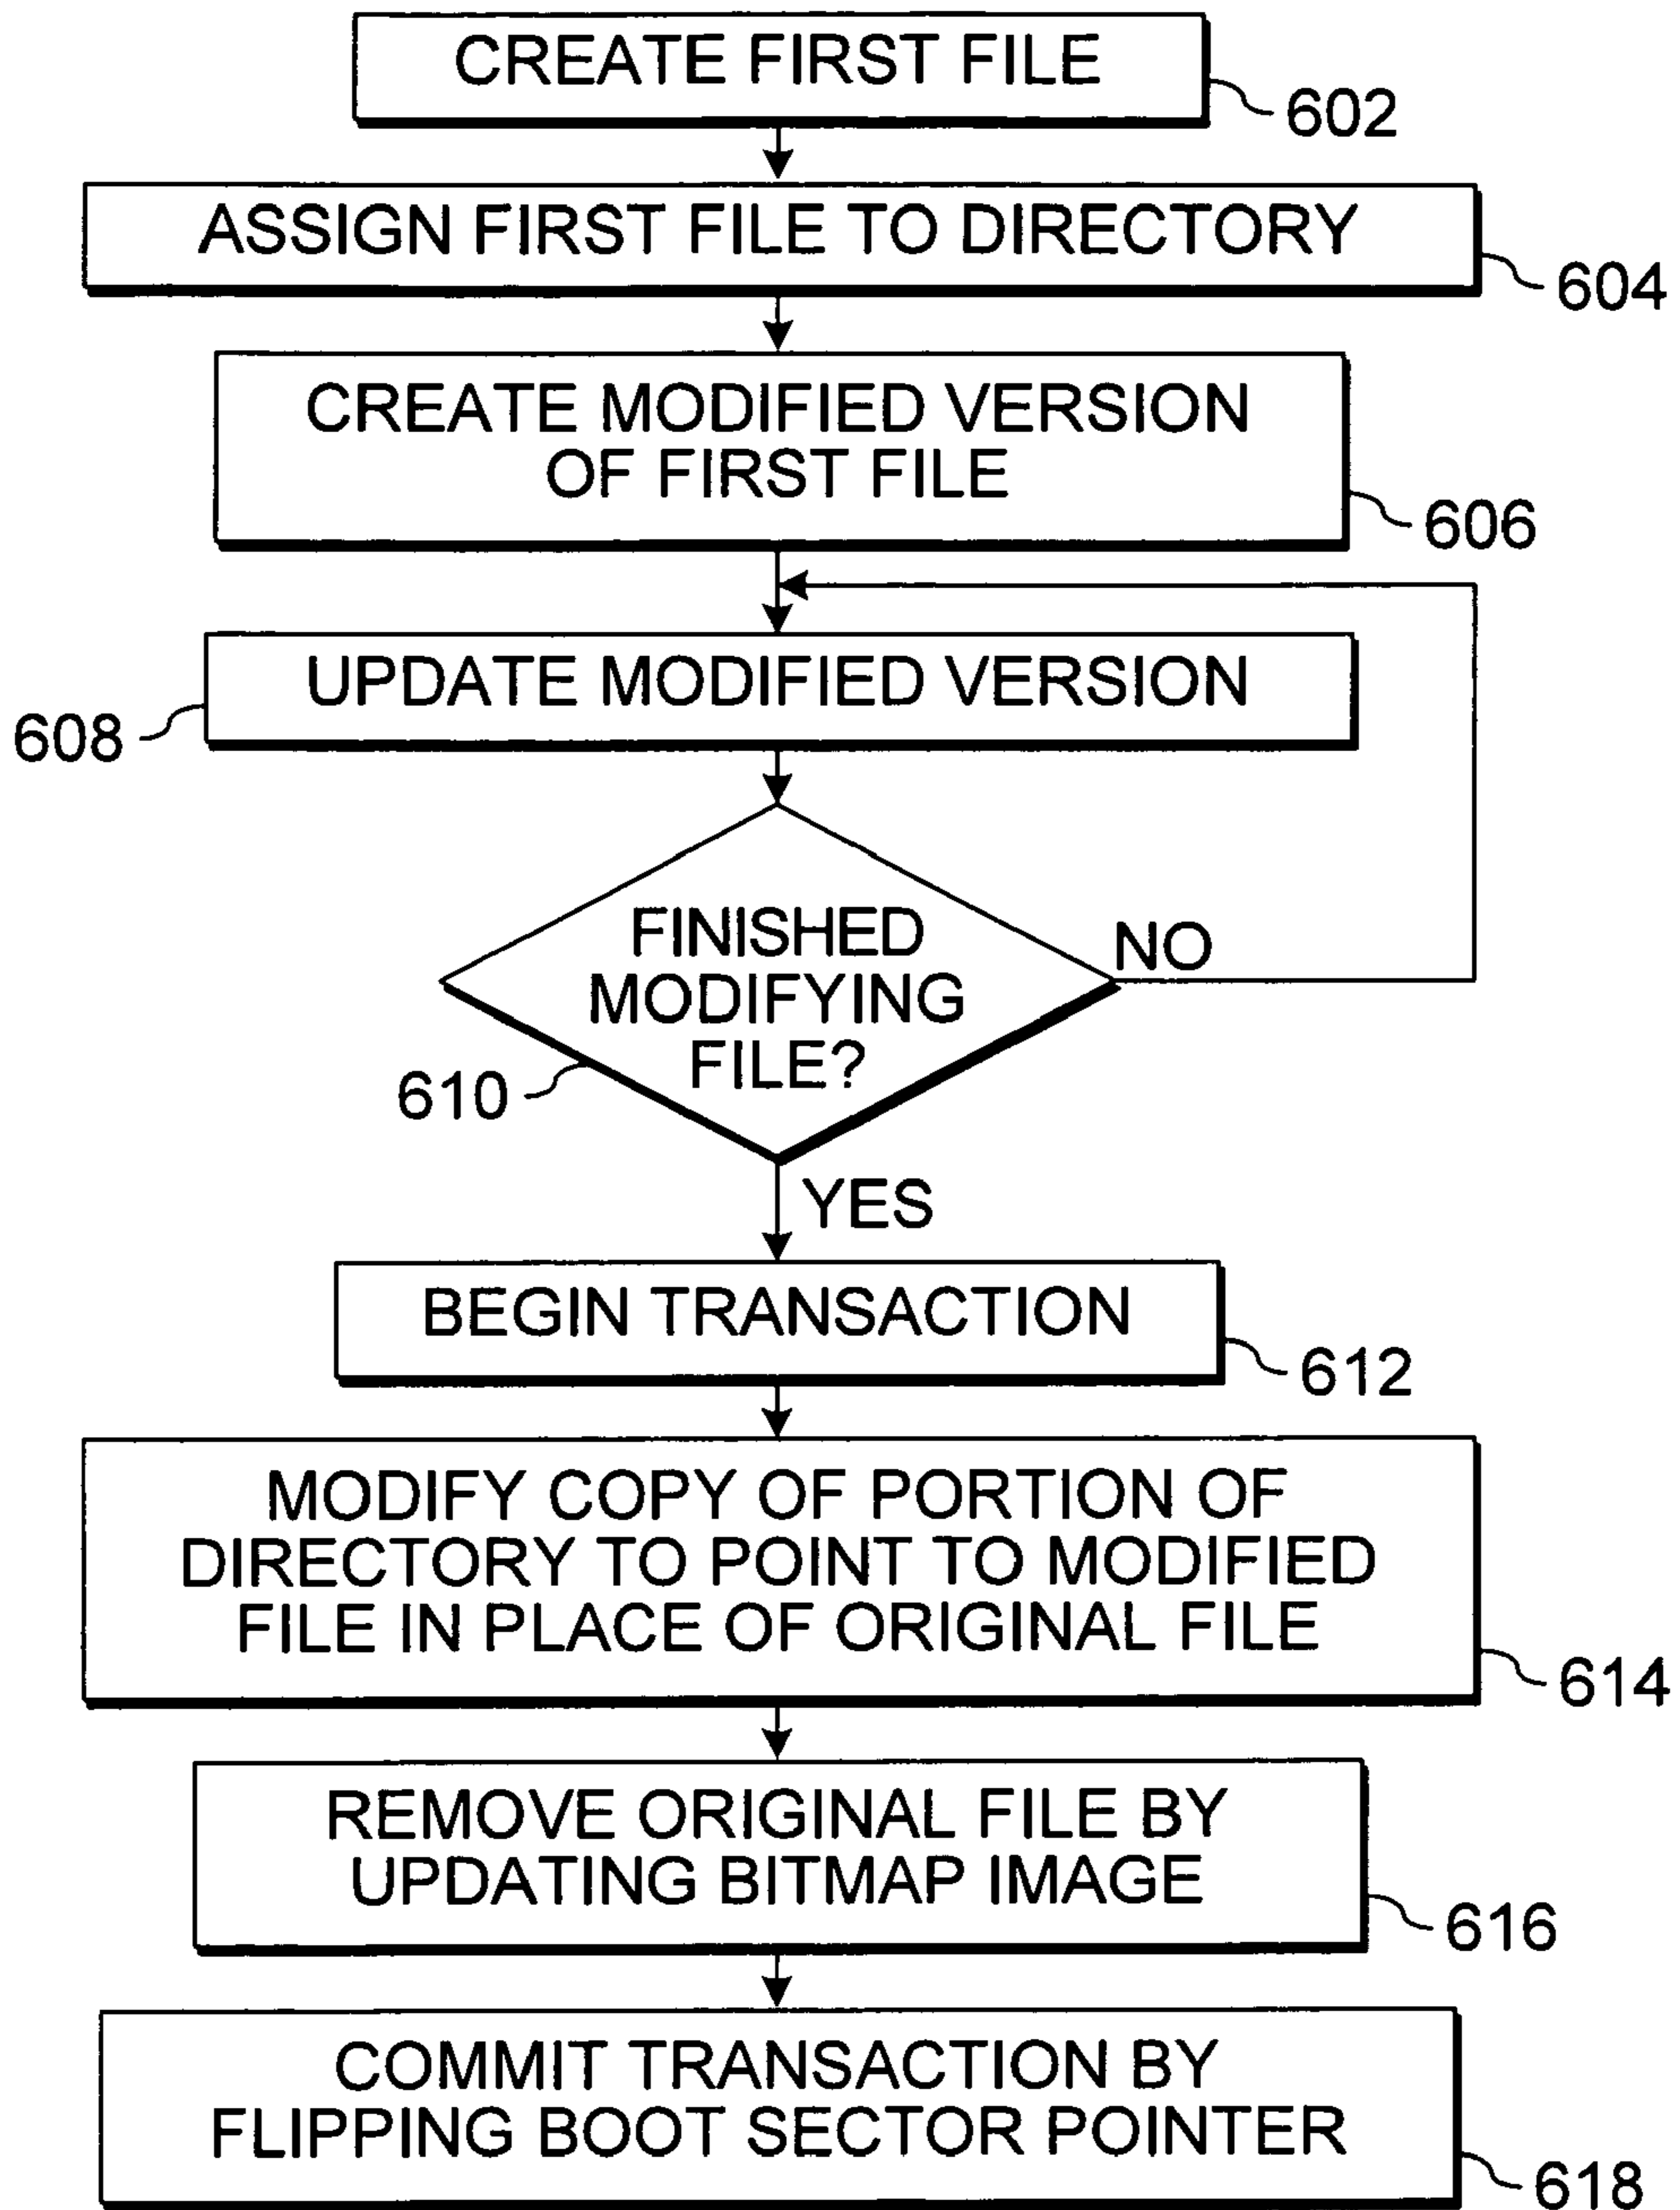 CREATE FIRST FILE
602
ASSIGN FIRST FILE TO DIRECTORY
604
CREATE MODIFIED VERSION
OF FIRST FILE
606
UPDATE MODIFIED VERSION
608
FINISHED
MODIFYING
FILE?
NO
610
YES
BEGIN TRANSACTION
612
MODIFY COPY OF PORTION OF
DIRECTORY TO POINT TO MODIFIED
FILE IN PLACE OF ORIGINAL FILE
614
REMOVE ORIGINAL FILE BY
UPDATING BITMAP IMAGE
616
COMMIT TRANSACTION BY
FLIPPING BOOT SECTOR POINTER
618